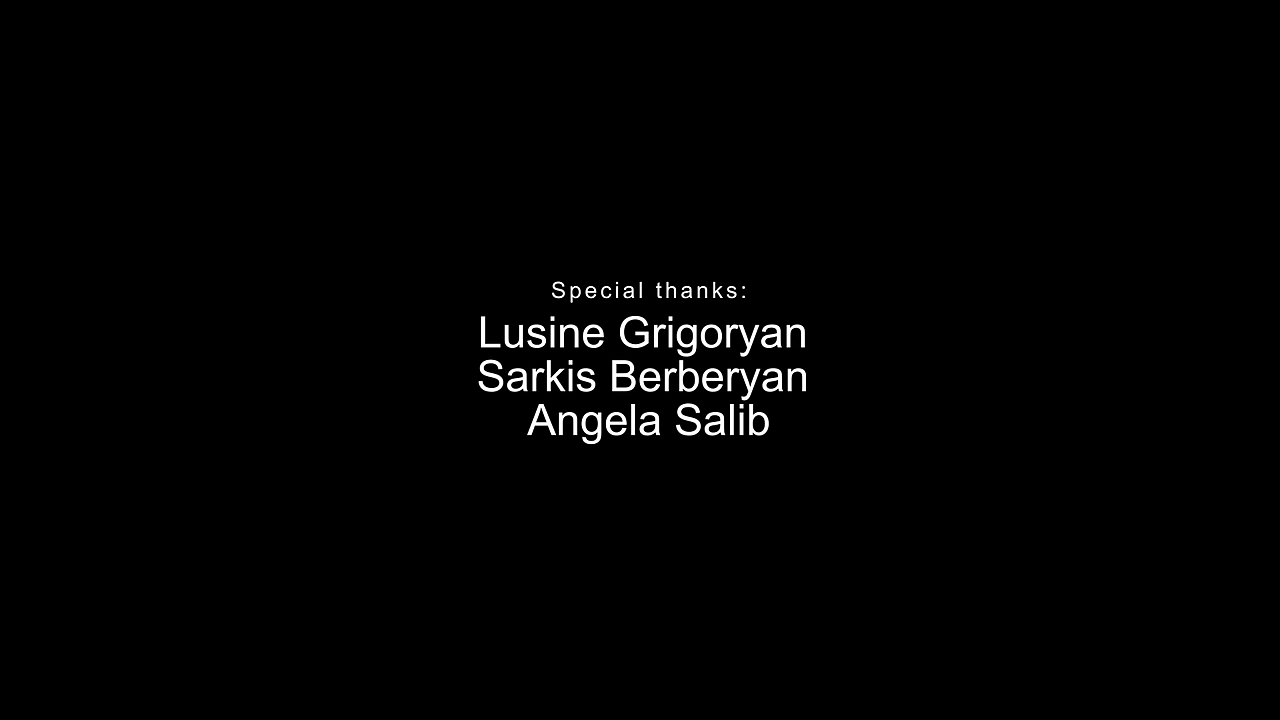 Special thanks:
Lusine Grigoryan
Sarkis Berberyan
Angela Salib